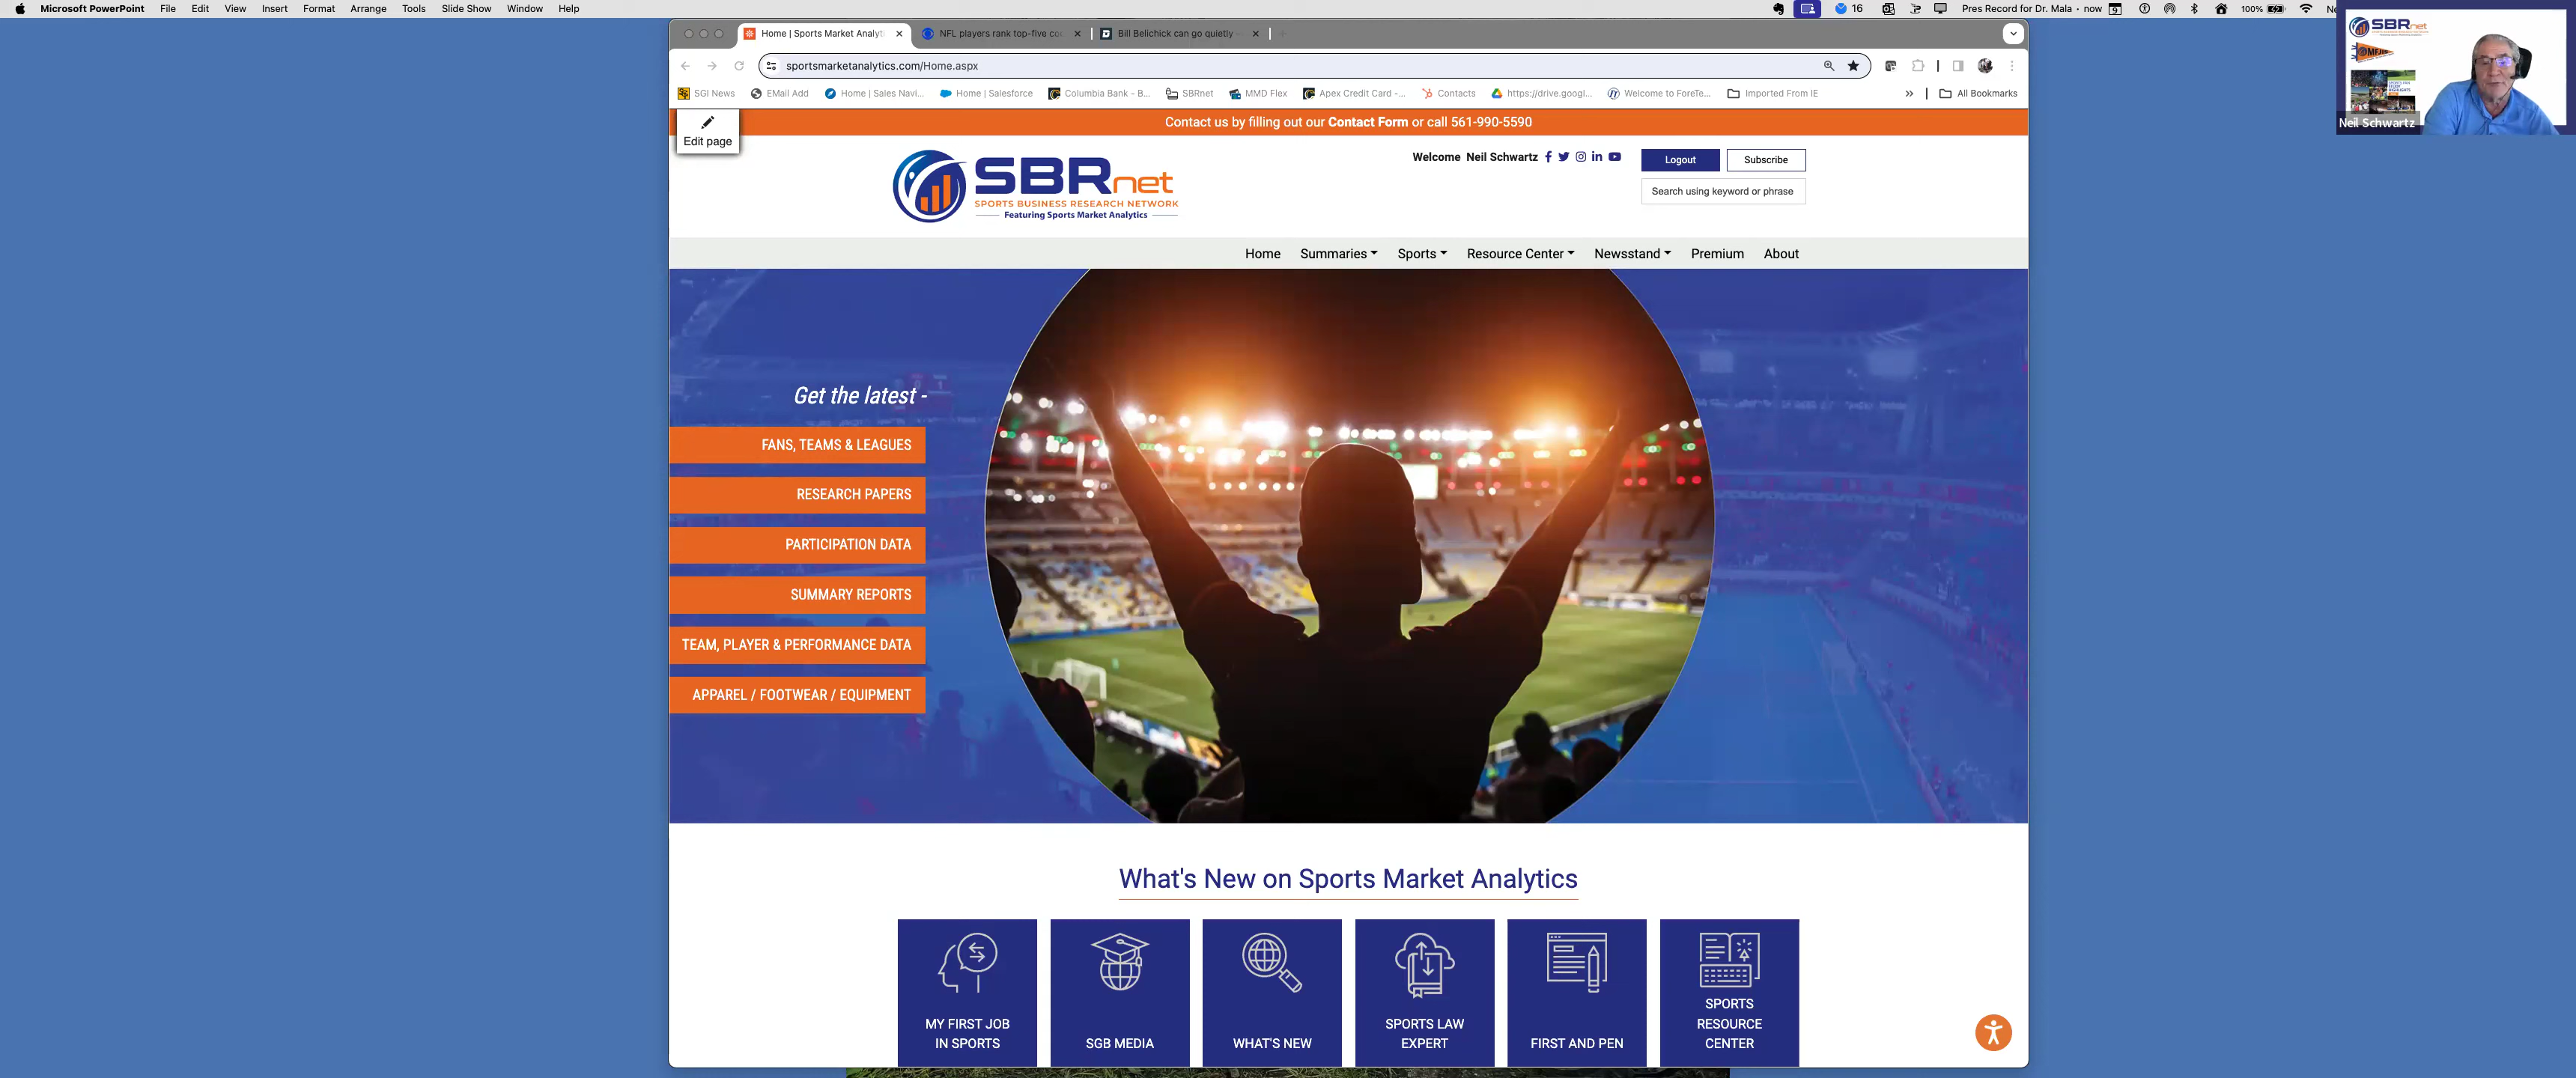 Microsoft PowerPoint File Edit View Insert Format Arrange Tools Slide Show Window Help
16
Pres Record for Dr. Mala • now
9
100%
Home | Sports Market Analyt
NFL players rank top-five co
Bill Belichick can go quietly
sportsmarketanalytics.com/Home.aspx
SGI News
EMail Add
Home | Sales Navi...
Home | Salesforce
Columbia Bank - B...
SBRnet
MMD Flex
Apex Credit Card -...
Contacts
https://drive.googl...
Welcome to ForeTe...
Imported From IE
All Bookmarks
Edit page
Contact us by filling out our Contact Form or call 561-990-5590
SBRnet
SPORTS BUSINESS RESEARCH NETWORK
Featuring Sports Market Analytics
Welcome Neil Schwartz
Logout
Subscribe
Search using keyword or phrase
Home Summaries Sports Resource Center Newsstand Premium About
Get the latest -
FANS, TEAMS & LEAGUES
RESEARCH PAPERS
PARTICIPATION DATA
SUMMARY REPORTS
TEAM, PLAYER & PERFORMANCE DATA
APPAREL / FOOTWEAR / EQUIPMENT
What's New on Sports Market Analytics
MY FIRST JOB
IN SPORTS
SGB MEDIA
WHAT'S NEW
SPORTS LAW
EXPERT
FIRST AND PEN
SPORTS
RESOURCE
CENTER
SBRnet
Neil Schwartz